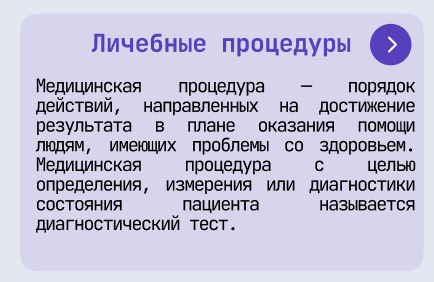 Личебные процедуры
Медицинская процедура — порядок
действий, направленных на достижение
результата в плане оказания помощи
людям, имеющих проблемы со здоровьем.
Медицинская процедура с целью
определения, измерения или диагностики
состояния пациента называется
диагностический тест.